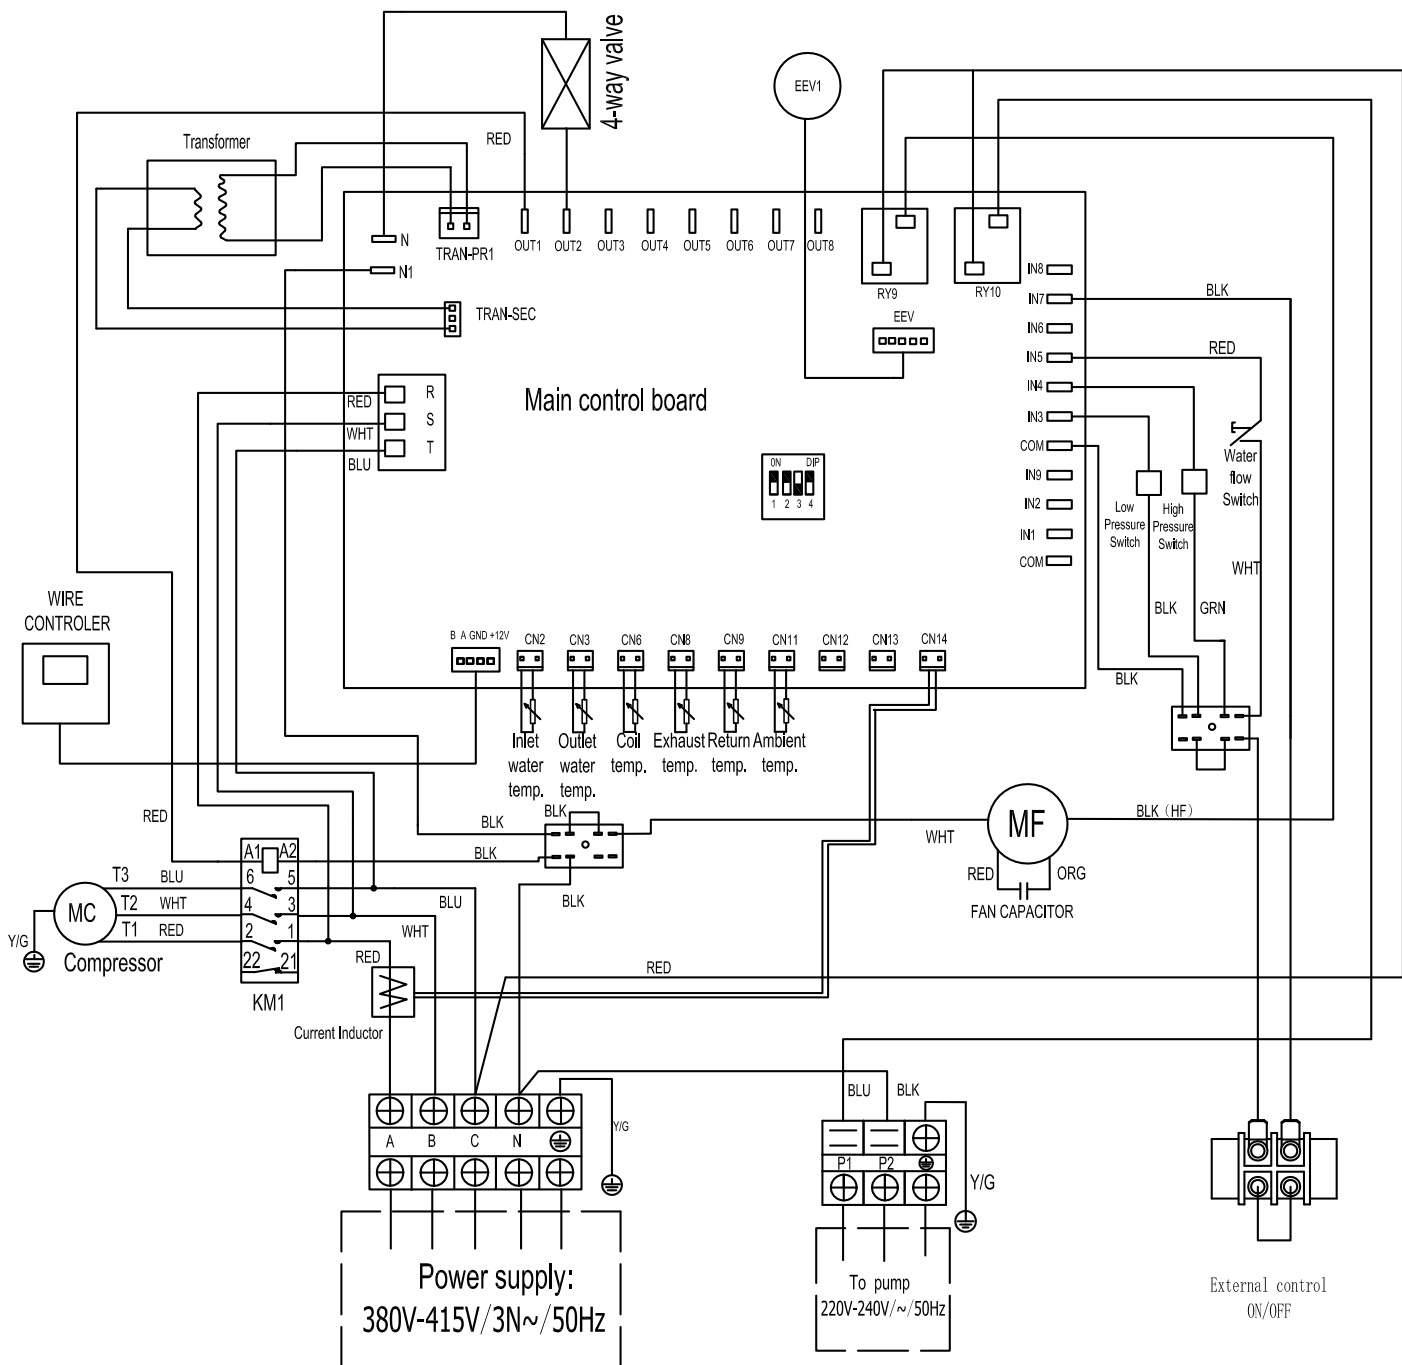 4-way valve
EEV1
RED
Transformer
N
TRAN-PR1
OUT1
OUT2
OUT3
OUT4
OUT5
OUT6
OUT7
OUT8
N1
RY9
RY10
IN8
IN7
BLK
TRAN-SEC
EEV
IN6
IN5
RED
IN4
IN3
COM
IN9
IN2
IN1
COM
RED
R
WHT
S
BLU
T
Main control board
ON DIP
1 2 3 4
Water
flow
Switch
Low
Pressure
Switch
High
Pressure
Switch
WHT
BLK
GRN
BLK
WIRE
CONTROLER
B A GND +12V
CN2
CN3
CN6
CN8
CN9
CN11
CN12
CN13
CN14
Inlet
water
temp.
Outlet
water
temp.
Coil
temp.
Exhaust
temp.
Return
temp.
Ambient
temp.
RED
BLK
BLK
BLK
BLK
WHT
MF
BLK (HF)
RED
ORG
FAN CAPACITOR
A1
A2
6
5
4
3
2
1
22
21
KM1
T3
BLU
T2
WHT
T1
RED
MC
Y/G
Compressor
BLU
WHT
RED
Current Inductor
RED
A
B
C
N
Y/G
BLU
BLK
P1
P2
Y/G
Power supply:
380V-415V/3N~/50Hz
To pump
220V-240V/~/50Hz
External control
ON/OFF